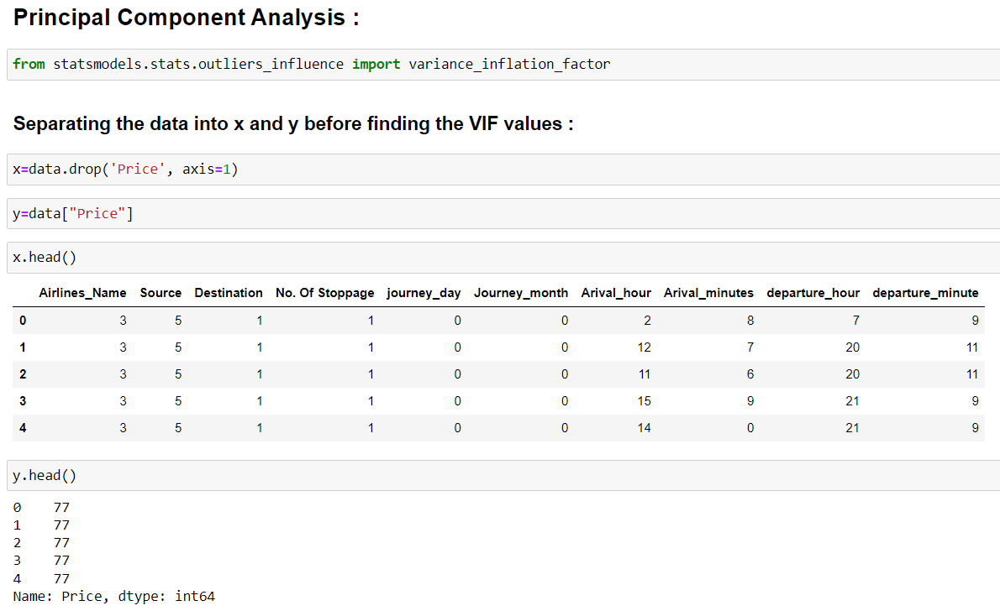 Principal Component Analysis :
from statsmodels.stats.outliers_influence import variance_inflation_factor
Separating the data into x and y before finding the VIF values :
x=data.drop('Price', axis=1)
y=data["Price"]
x.head()
Airlines_Name Source Destination No. Of Stoppage journey_day Journey_month Arival_hour Arival_minutes departure_hour departure_minute
0 3 5 1 1 0 0 2 8 7 9
1 3 5 1 1 0 0 12 7 20 11
2 3 5 1 1 0 0 11 6 20 11
3 3 5 1 1 0 0 15 9 21 9
4 3 5 1 1 0 0 14 0 21 9
y.head()
0 77
1 77
2 77
3 77
4 77
Name: Price, dtype: int64